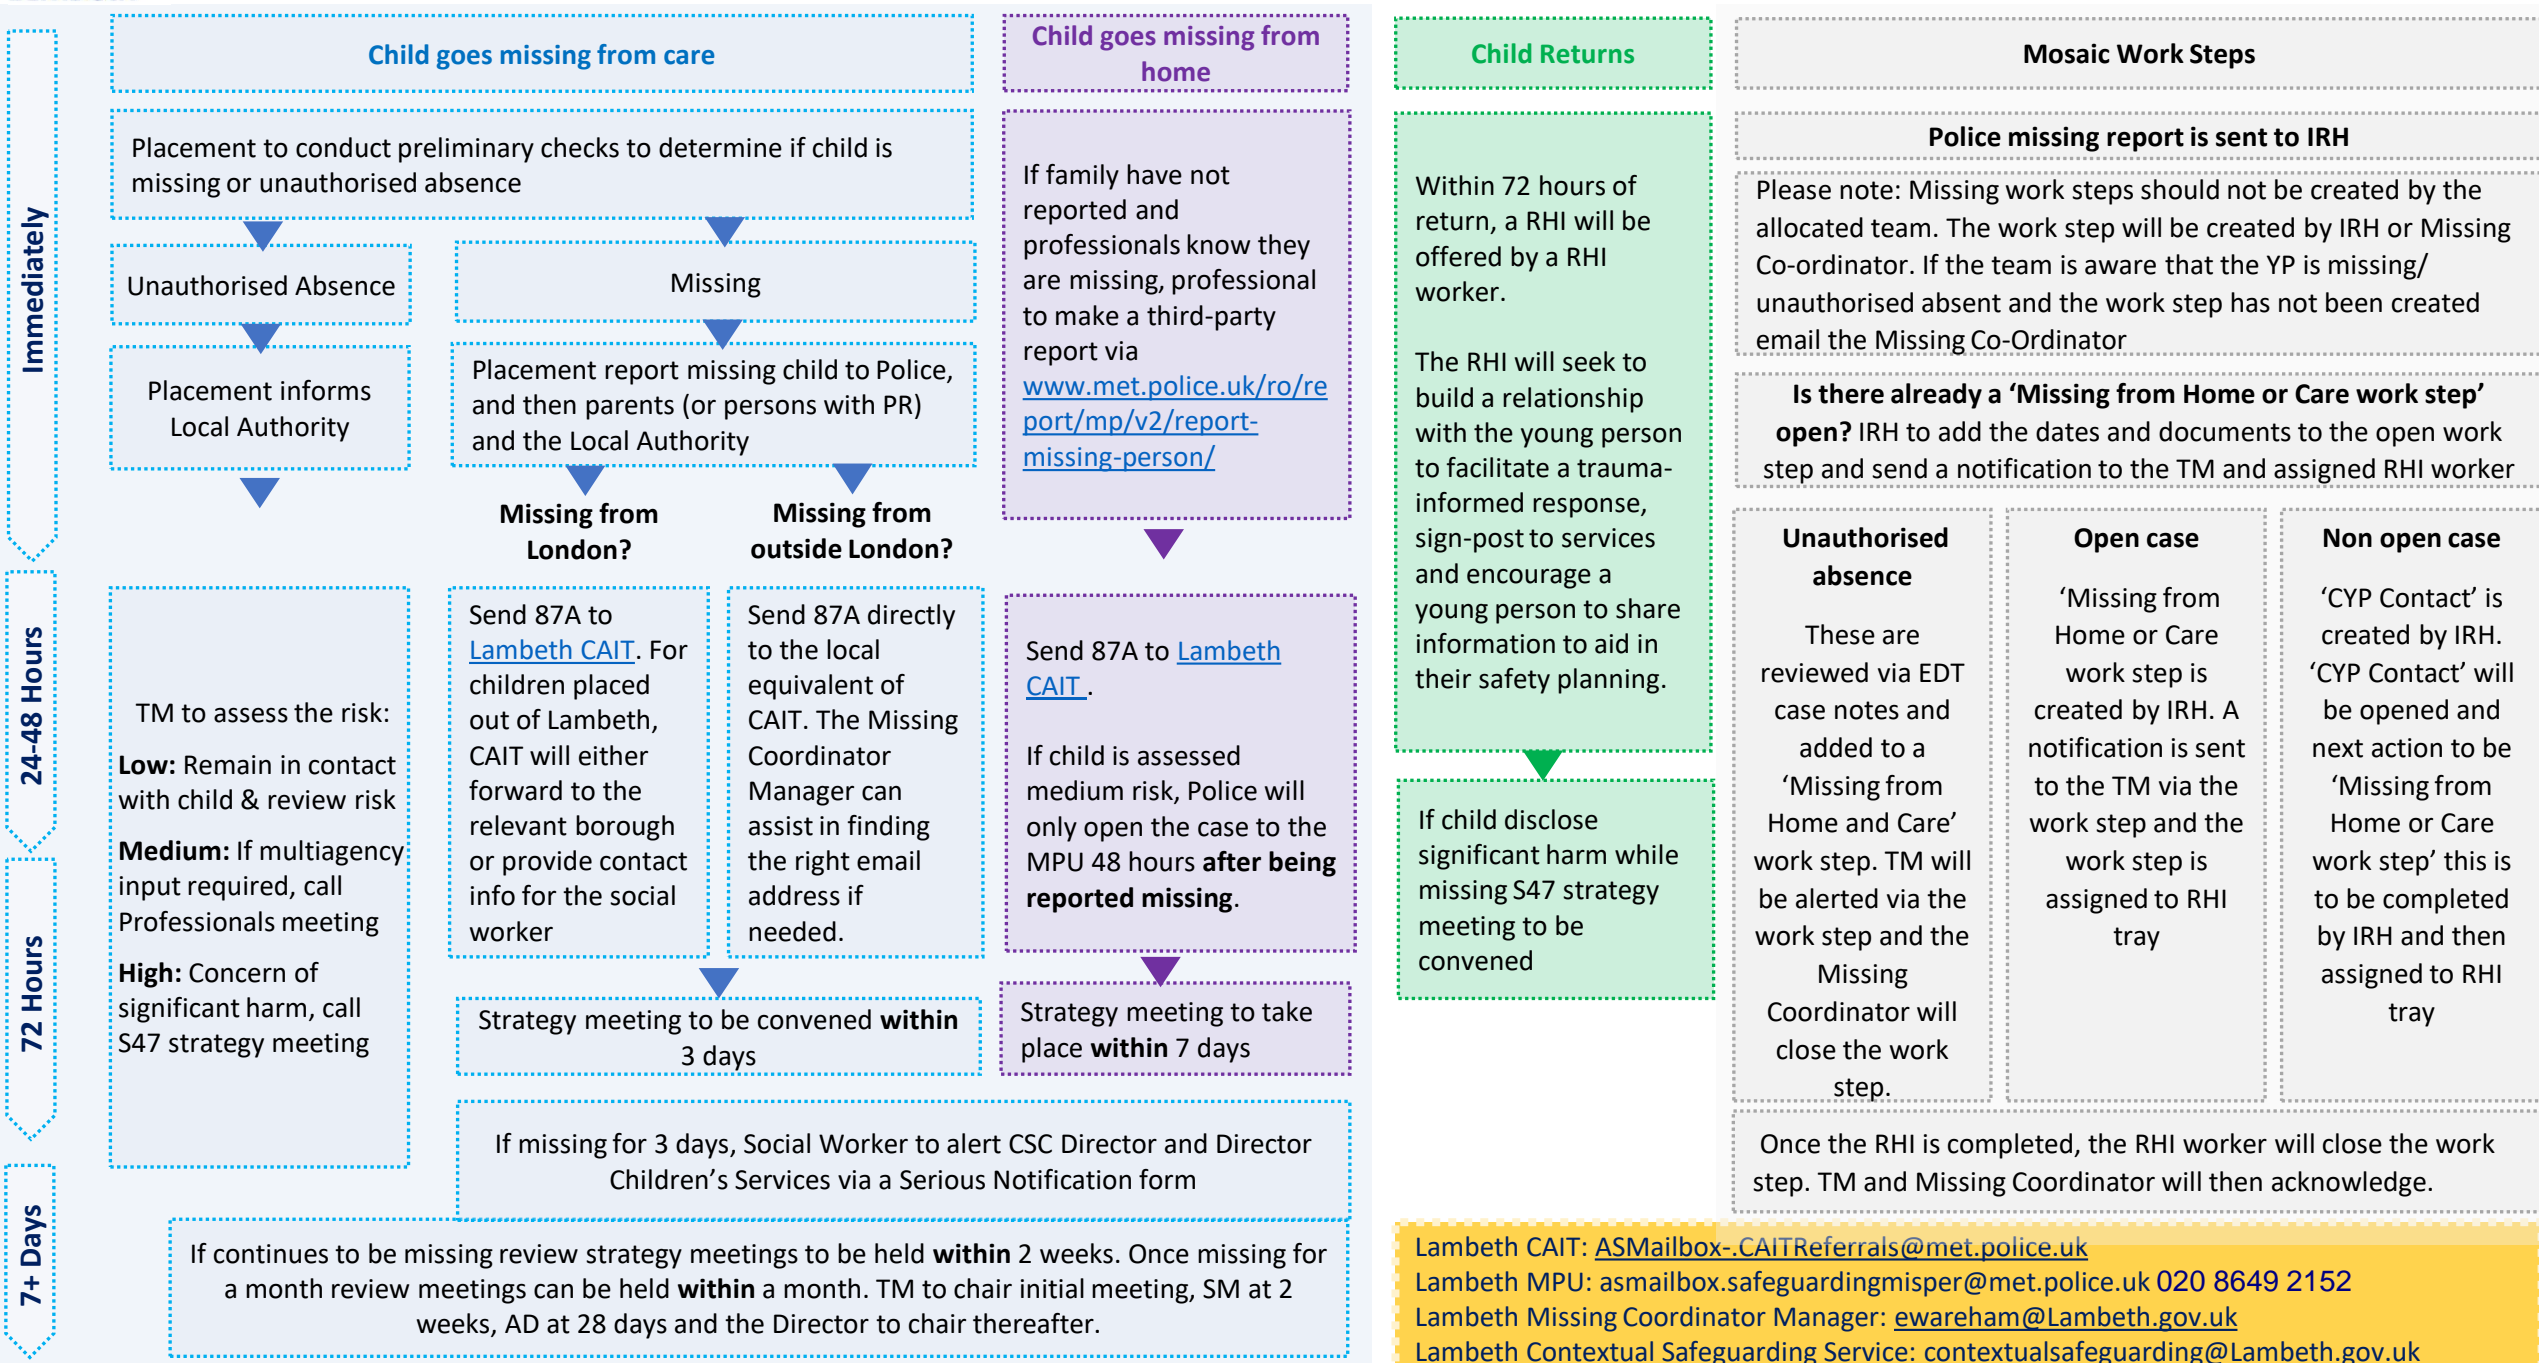 Immediately
24-48 Hours
72 Hours
7+ Days
Child goes missing from care
Placement to conduct preliminary checks to determine if child is
missing or unauthorised absence
Unauthorised Absence
Missing
Placement informs
Local Authority
Placement report missing child to Police,
and then parents (or persons with PR)
and the Local Authority
Missing from
London?
Missing from
outside London?
TM to assess the risk:
Low: Remain in contact
with child & review risk
Medium: If multiagency
input required, call
Professionals meeting
High: Concern of
significant harm, call
S47 strategy meeting
Send 87A to
Lambeth CAIT. For
children placed
out of Lambeth,
CAIT will either
forward to the
relevant borough
or provide contact
info for the social
worker
Send 87A directly
to the local
equivalent of
CAIT. The Missing
Coordinator
Manager can
assist in finding
the right email
address if
needed.
Strategy meeting to be convened within
3 days
Child goes missing from
home
If family have not
reported and
professionals know they
are missing, professional
to make a third-party
report via
www.met.police.uk/ro/re
port/mp/v2/report-
missing-person/
Send 87A to Lambeth
CAIT .
If child is assessed
medium risk, Police will
only open the case to the
MPU 48 hours after being
reported missing.
Strategy meeting to take
place within 7 days
If missing for 3 days, Social Worker to alert CSC Director and Director
Children's Services via a Serious Notification form
If continues to be missing review strategy meetings to be held within 2 weeks. Once missing for
a month review meetings can be held within a month. TM to chair initial meeting, SM at 2
weeks, AD at 28 days and the Director to chair thereafter.
Child Returns
Within 72 hours of
return, a RHI will be
offered by a RHI
worker.
The RHI will seek to
build a relationship
with the young person
to facilitate a trauma-
informed response,
sign-post to services
and encourage a
young person to share
information to aid in
their safety planning.
If child disclose
significant harm while
missing S47 strategy
meeting to be
convened
Mosaic Work Steps
Police missing report is sent to IRH
Please note: Missing work steps should not be created by the
allocated team. The work step will be created by IRH or Missing
Co-ordinator. If the team is aware that the YP is missing/
unauthorised absent and the work step has not been created
email the Missing Co-Ordinator
Is there already a ‘Missing from Home or Care work step’
open? IRH to add the dates and documents to the open work
step and send a notification to the TM and assigned RHI worker
Unauthorised
absence
These are
reviewed via EDT
case notes and
added to a
‘Missing from
Home and Care’
work step. TM will
be alerted via the
work step and the
Missing
Coordinator will
close the work
step.
Open case
‘Missing from
Home or Care
work step is
created by IRH. A
notification is sent
to the TM via the
work step and the
work step is
assigned to RHI
tray
Non open case
‘CYP Contact’ is
created by IRH.
‘CYP Contact’ will
be opened and
next action to be
‘Missing from
Home or Care
work step’ this is
to be completed
by IRH and then
assigned to RHI
tray
Once the RHI is completed, the RHI worker will close the work
step. TM and Missing Coordinator will then acknowledge.
Lambeth CAIT: ASMailbox-.CAITReferrals@met.police.uk
Lambeth MPU: asmailbox.safeguardingmisper@met.police.uk 020 8649 2152
Lambeth Missing Coordinator Manager: ewareham@Lambeth.gov.uk
Lambeth Contextual Safeguarding Service: contextualsafeguarding@Lambeth.gov.uk